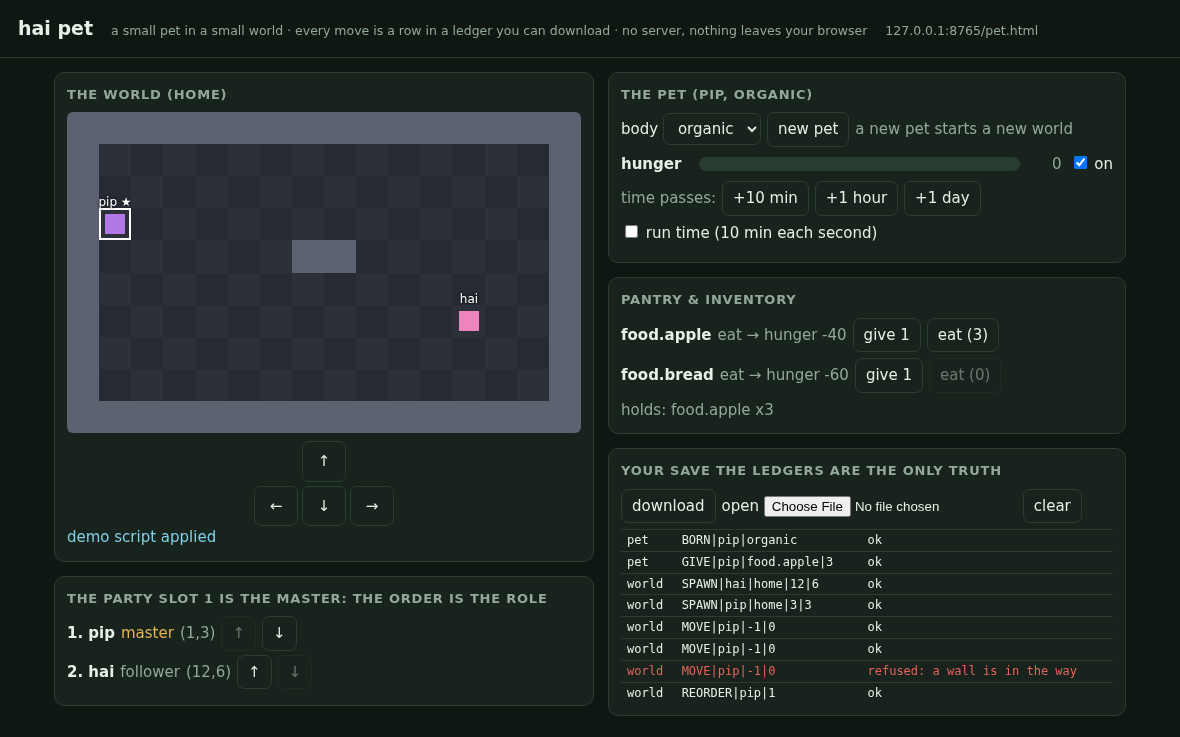 hai pet a small pet in a small world · every move is a row in a ledger you can download · no server, nothing leaves your browser 127.0.0.1:8765/pet.html
THE WORLD (HOME)
pip ★
hai
↑
← ↓ →
demo script applied
THE PARTY SLOT 1 IS THE MASTER: THE ORDER IS THE ROLE
1. pip master (1,3) ↑ ↓
2. hai follower (12,6) ↑ ↓
THE PET (PIP, ORGANIC)
body organic new pet a new pet starts a new world
hunger 0 on
time passes: +10 min +1 hour +1 day
run time (10 min each second)
PANTRY & INVENTORY
food.apple eat → hunger -40 give 1 eat (3)
food.bread eat → hunger -60 give 1 eat (0)
holds: food.apple x3
YOUR SAVE THE LEDGERS ARE THE ONLY TRUTH
download open Choose File No file chosen clear
pet BORN|pip|organic ok
pet GIVE|pip|food.apple|3 ok
world SPAWN|hai|home|12|6 ok
world SPAWN|pip|home|3|3 ok
world MOVE|pip|-1|0 ok
world MOVE|pip|-1|0 ok
world MOVE|pip|-1|0 refused: a wall is in the way
world REORDER|pip|1 ok